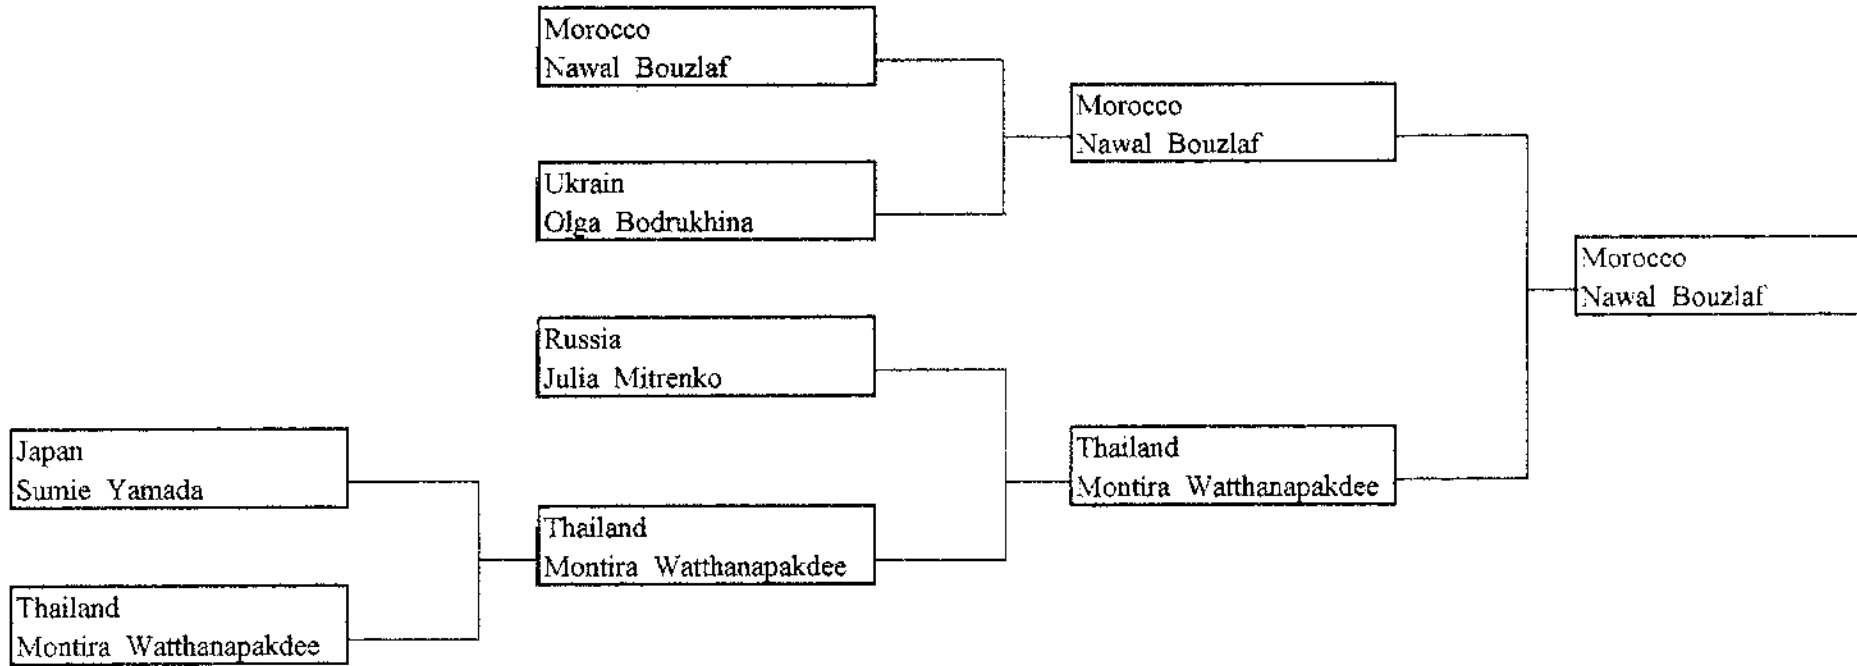 Morocco
Nawal Bouzlaf
Ukrain
Olga Bodrukhina
Russia
Julia Mitrenko
Japan
Sumie Yamada
Thailand
Montira Watthanapakdee
Thailand
Montira Watthanapakdee
Morocco
Nawal Bouzlaf
Thailand
Montira Watthanapakdee
Morocco
Nawal Bouzlaf